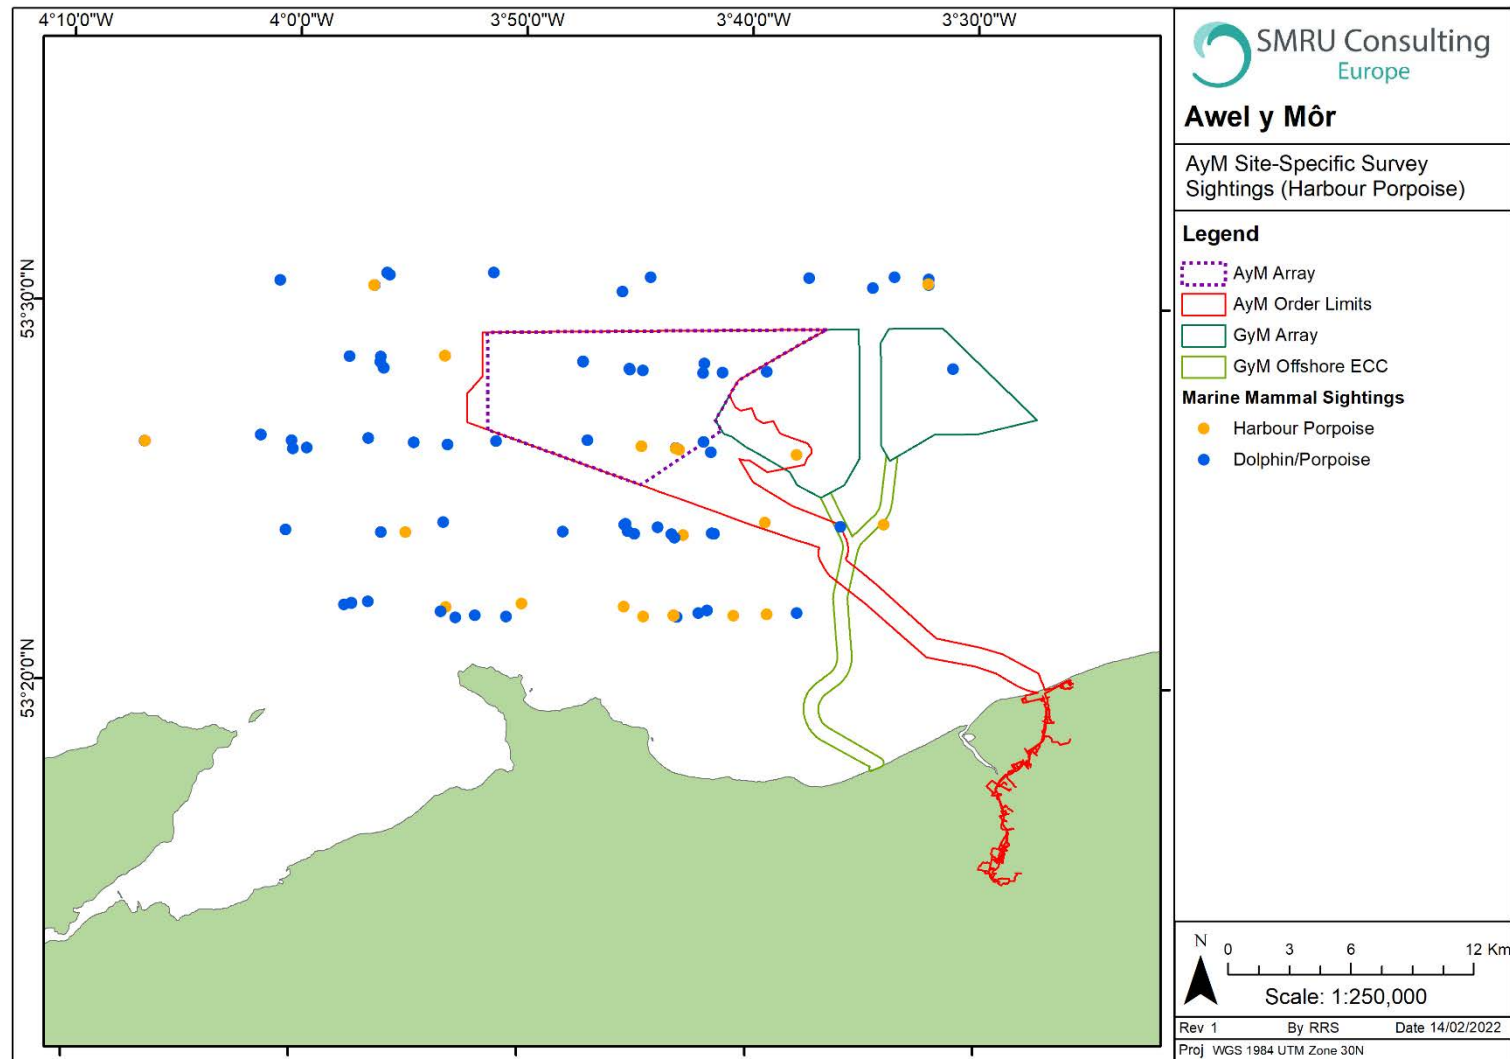 4°10'0"W 4°0'0"W 3°50'0"W 3°40'0"W 3°30'0"W
53°30'0"N
53°20'0"N
SMRU Consulting
Europe
Awel y Môr
AyM Site-Specific Survey
Sightings (Harbour Porpoise)
Legend
AyM Array
AyM Order Limits
GyM Array
GyM Offshore ECC
Marine Mammal Sightings
Harbour Porpoise
Dolphin/Porpoise
N
0 3 6 12 Km
Scale: 1:250,000
Rev 1 By RRS Date 14/02/2022
Proj WGS 1984 UTM Zone 30N